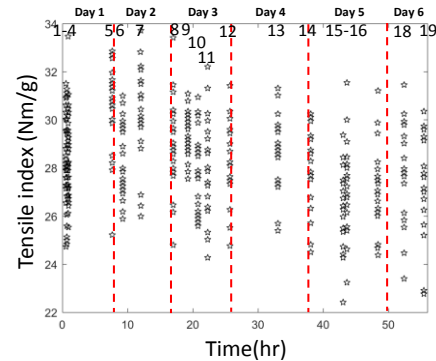 Day 1 Day 2 Day 3 Day 4 Day 5 Day 6
1-4 5 6 7 8 9 10 11 12 13 14 15-16 18 19
34
32
30
28
26
24
22
Tensile index (Nm/g)
0 10 20 30 40 50
Time(hr)